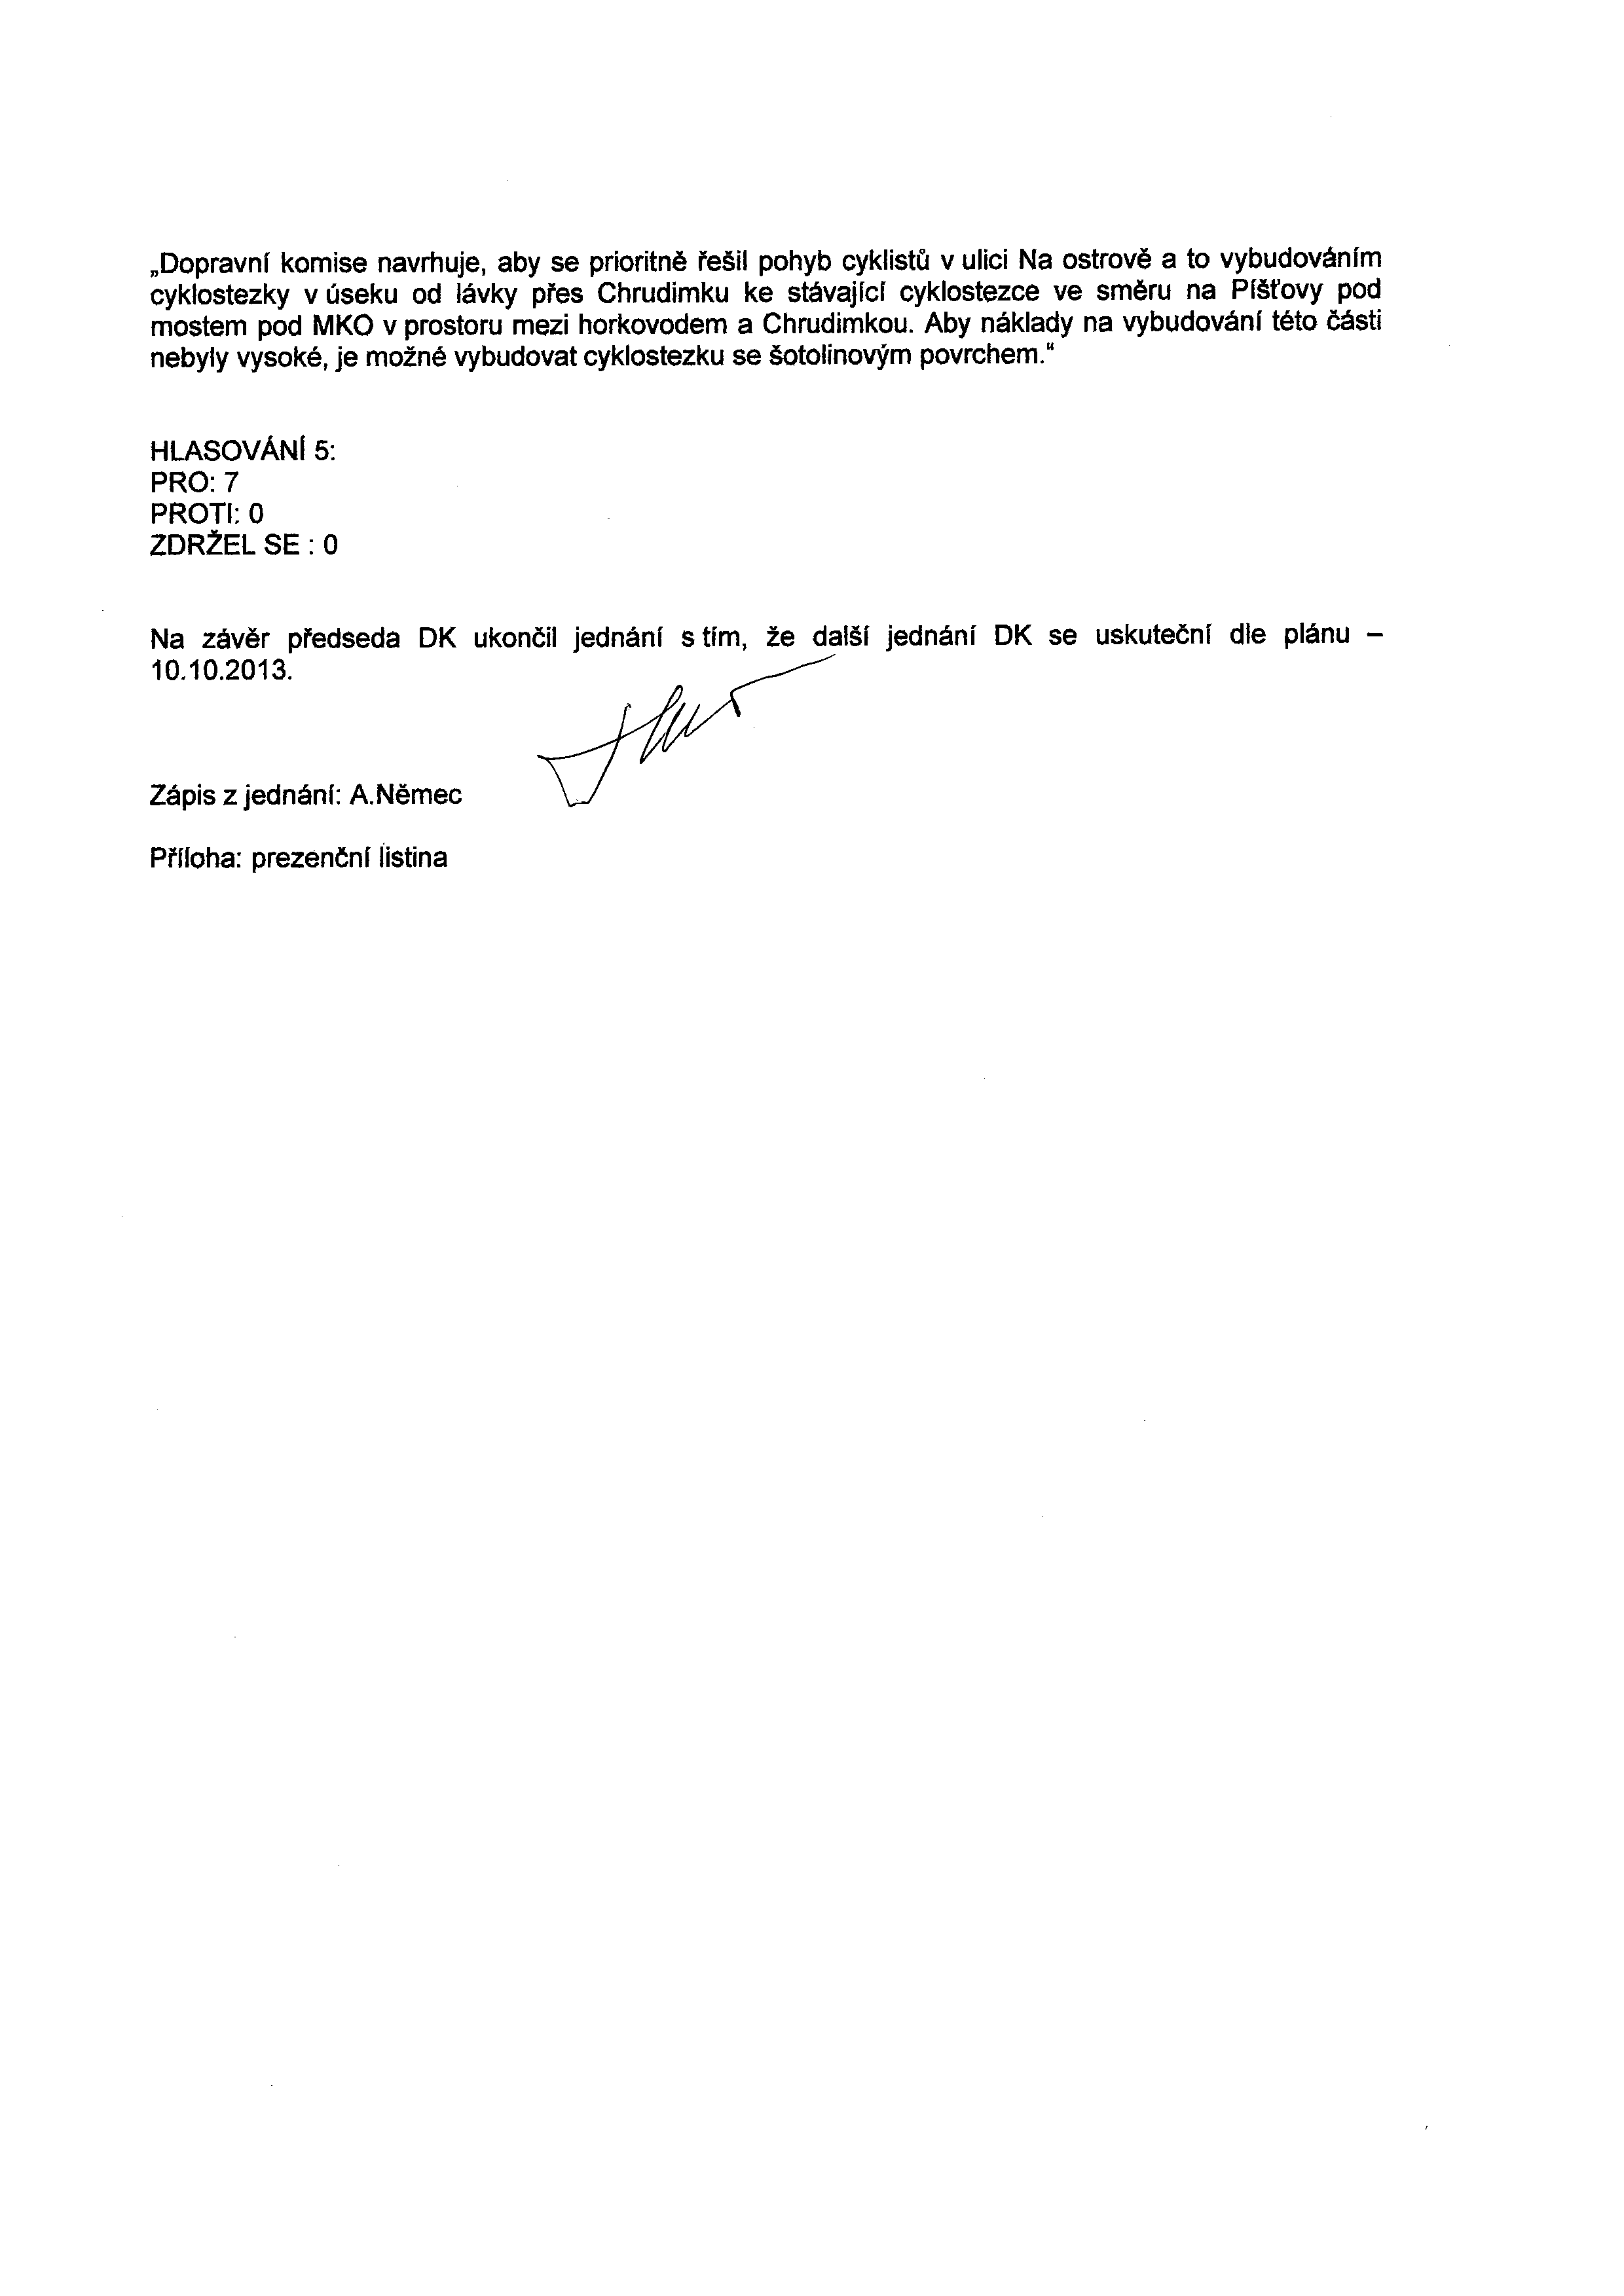 „Dopravní komise navrhuje, aby se prioritně řešil pohyb cyklistů v ulici Na ostrově a to vybudováním
cyklostezky v úseku od lávky přes Chrudimku ke stávající cyklostezce ve směru na Píšťovy pod
mostem pod MKO v prostoru mezi horkovodem a Chrudimkou. Aby náklady na vybudování této části
nebyly vysoké, je možné vybudovat cyklostezku se šotolinovým povrchem.“
HLASOVÁNÍ 5:
PRO: 7
PROTI: 0
ZDRŽEL SE : 0
Na závěr předseda DK ukončil jednání s tím, že další jednání DK se uskuteční dle plánu –
10.10.2013.
Zápis z jednání: A.Němec
Příloha: prezenční listina